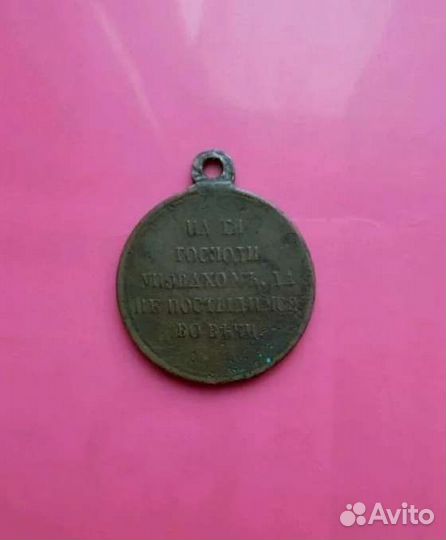 НА ТЯ
ГОСПОДИ
УПОВАХОМЪ, ДА
НЕ ПОСТЫДИМСЯ
ВО ВѢКИ
Avito